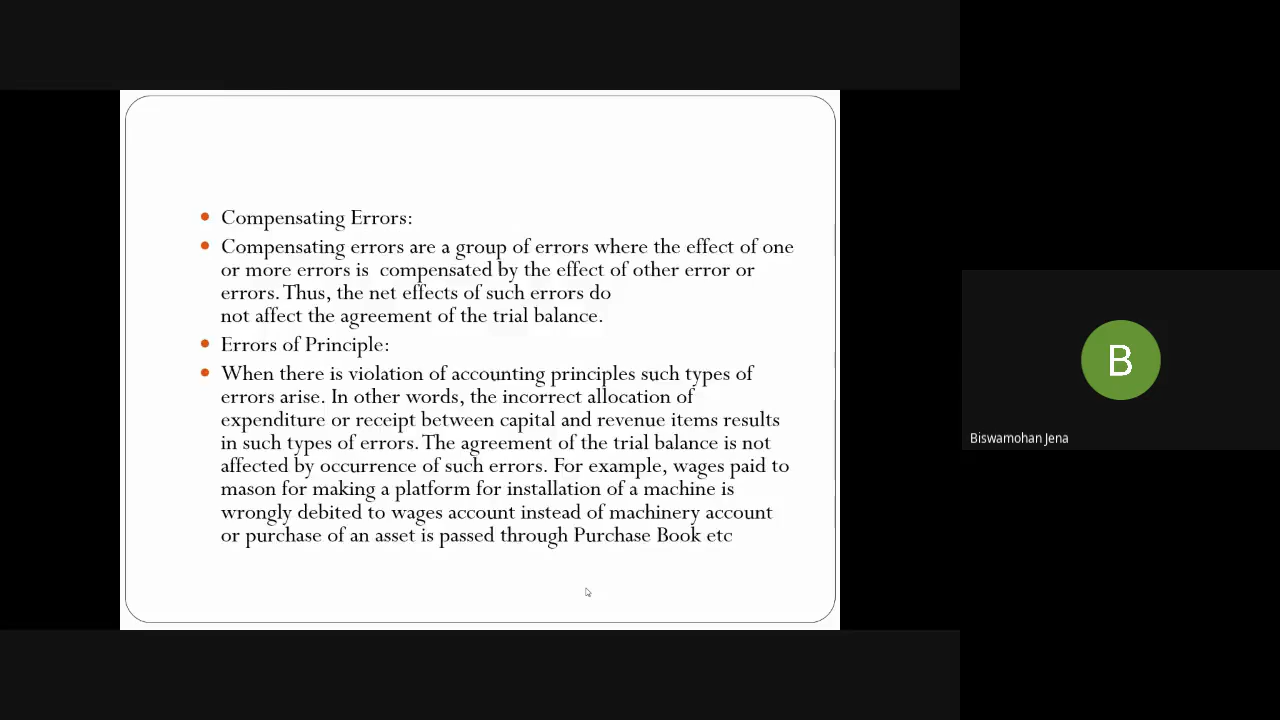 Compensating Errors:
Compensating errors are a group of errors where the effect of one
or more errors is compensated by the effect of other error or
errors. Thus, the net effects of such errors do
not affect the agreement of the trial balance.
Errors of Principle:
When there is violation of accounting principles such types of
errors arise. In other words, the incorrect allocation of
expenditure or receipt between capital and revenue items results
in such types of errors. The agreement of the trial balance is not
affected by occurrence of such errors. For example, wages paid to
mason for making a platform for installation of a machine is
wrongly debited to wages account instead of machinery account
or purchase of an asset is passed through Purchase Book etc
B
Biswamohan Jena